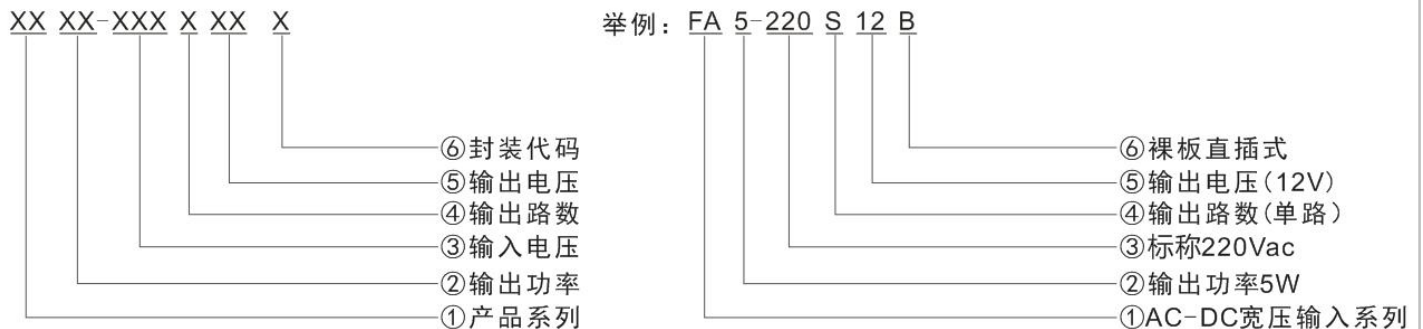 XX XX-XXX X XX X
⑥封装代码
⑤输出电压
④输出路数
③输入电压
②输出功率
①产品系列
举例：FA 5-220 S 12 B
⑥裸板直插式
⑤输出电压(12V)
④输出路数(单路)
③标称220Vac
②输出功率5W
①AC-DC宽压输入系列